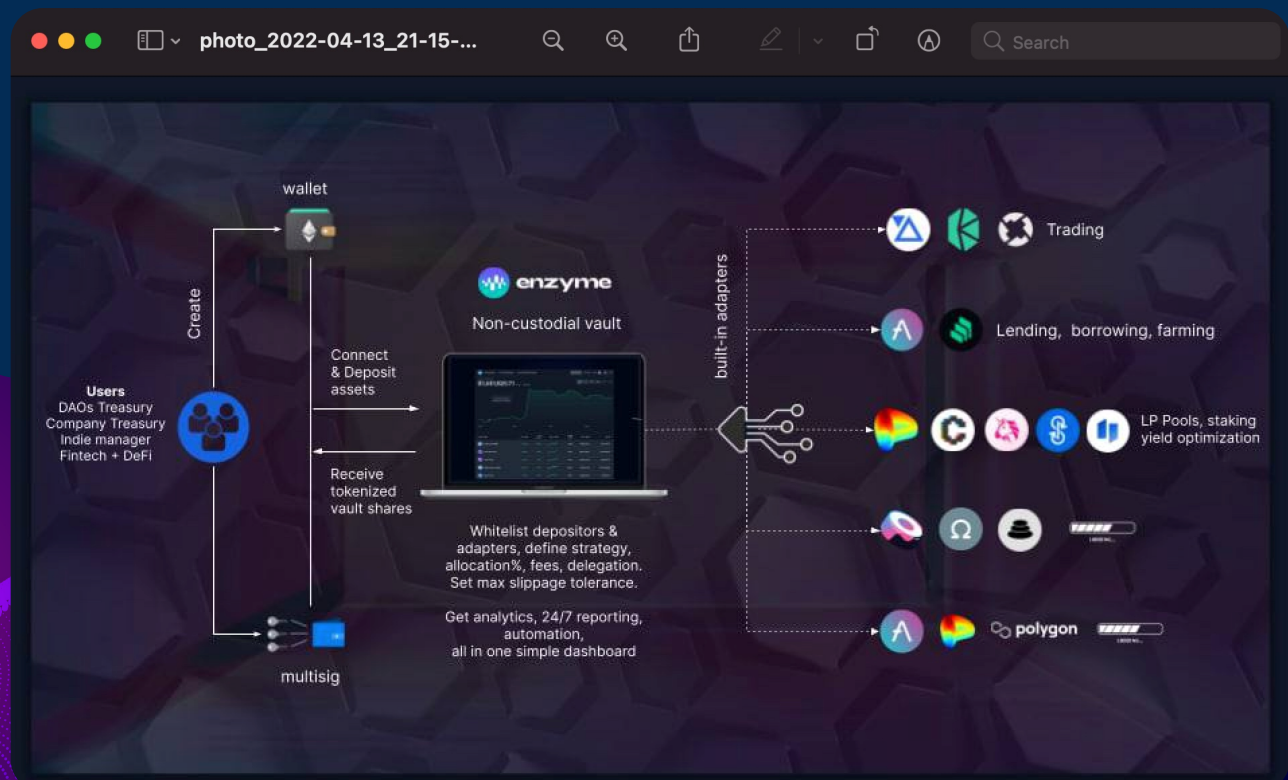 photo_2022-04-13_21-15-...
Search
wallet
Create
Users
DAOs Treasury
Company Treasury
Indie manager
Fintech + DeFi
multisig
Connect
& Deposit
assets
Receive
tokenized
vault shares
enzyme
Non-custodial vault
Whitelist depositors &
adapters, define strategy,
allocation%, fees, delegation.
Set max slippage tolerance.
Get analytics, 24/7 reporting,
automation,
all in one simple dashboard
built-in adapters
Trading
Lending, borrowing, farming
LP Pools, staking
yield optimization
polygon